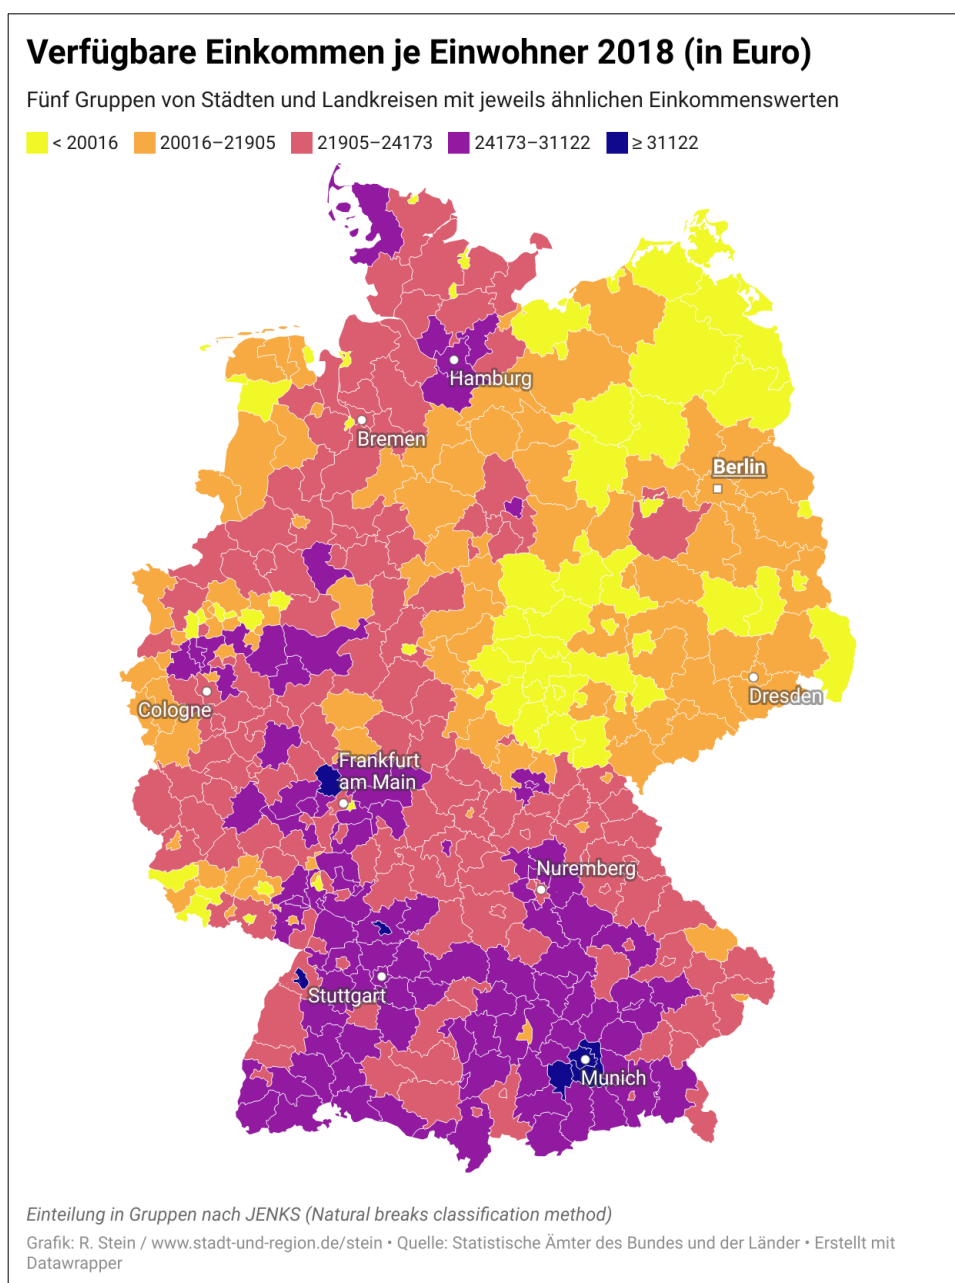 Verfügbare Einkommen je Einwohner 2018 (in Euro)
Fünf Gruppen von Städten und Landkreisen mit jeweils ähnlichen Einkommenswerten
< 20016 20016–21905 21905–24173 24173–31122 ≥ 31122
Hamburg
Bremen
Berlin
Dresden
Cologne
Frankfurt
am Main
Nuremberg
Stuttgart
Munich
Einteilung in Gruppen nach JENKS (Natural breaks classification method)
Grafik: R. Stein / www.stadt-und-region.de/stein • Quelle: Statistische Ämter des Bundes und der Länder • Erstellt mit
Datawrapper